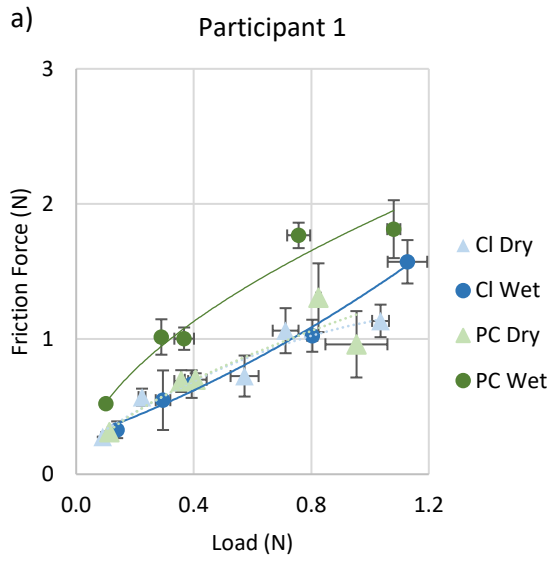 a)
Participant 1
3
2
1
0
0.0 0.4 0.8 1.2
Friction Force (N)
Load (N)
Cl Dry
Cl Wet
PC Dry
PC Wet